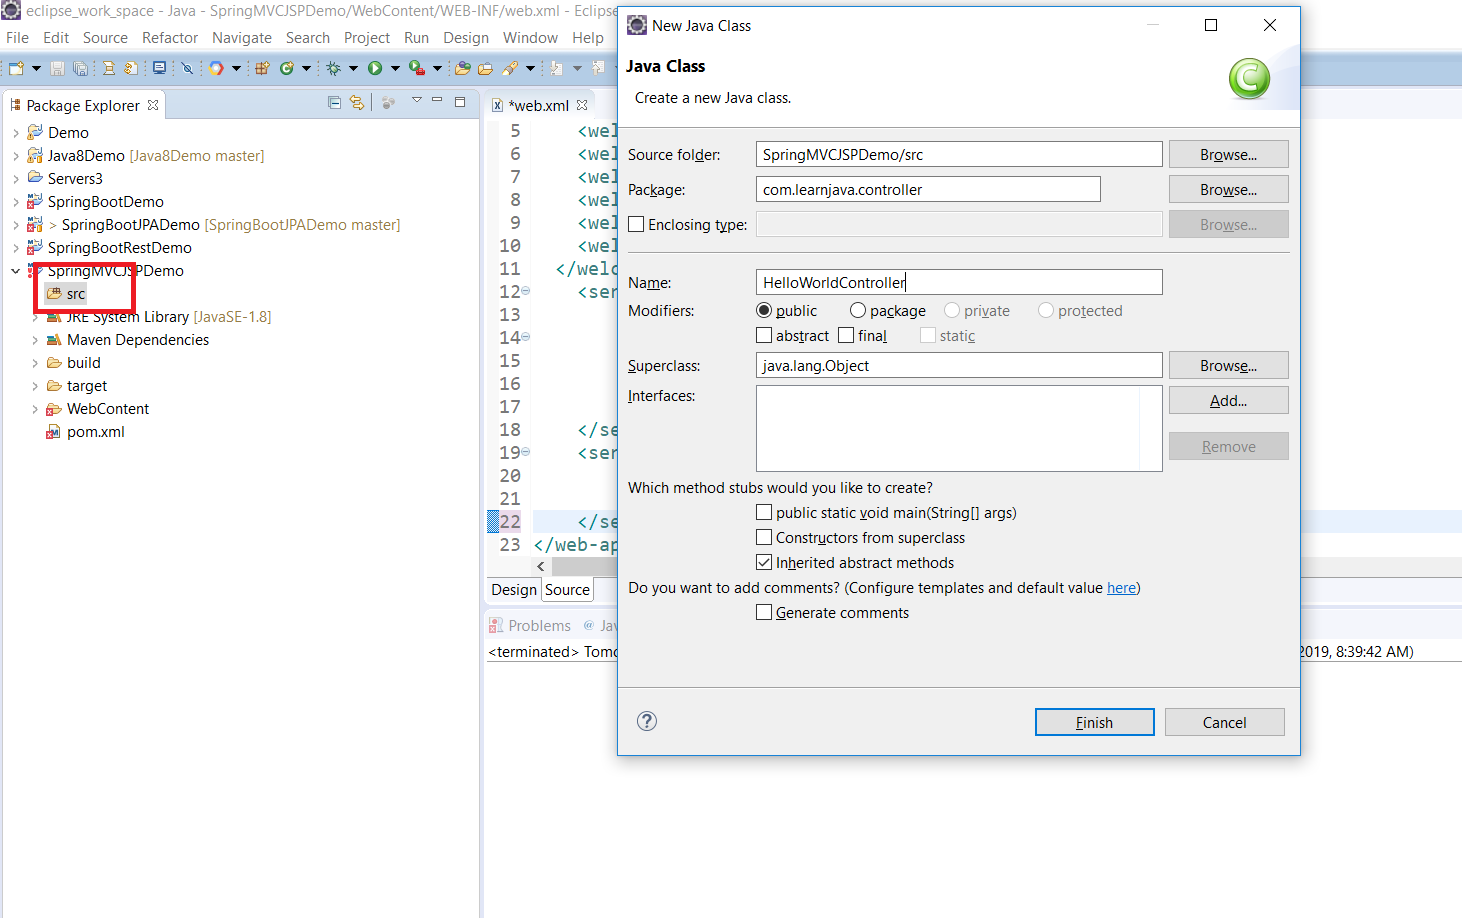 eclipse_work_space - Java - SpringMVCJSPDemo/WebContent/WEB-INF/web.xml - Eclipse
File Edit Source Refactor Navigate Search Project Run Design Window Help
Package Explorer
Demo
Java8Demo [Java8Demo master]
Servers3
SpringBootDemo
> SpringBootJPADemo [SpringBootJPADemo master]
SpringBootRestDemo
SpringMVCJSPDemo
src
JRE System Library [JavaSE-1.8]
Maven Dependencies
build
target
WebContent
pom.xml
*web.xml
5 <wel
6 <wel
7 <wel
8 <wel
9 <wel
10 <wel
11 </welc
12 <ser
13
14
15
16
17
18 </se
19 <ser
20
21
22 </se
23 </web-ap
Design Source
Problems @ Jav
<terminated> Tomc
2019, 8:39:42 AM)
New Java Class
Java Class
Create a new Java class.
Source folder: SpringMVCJSPDemo/src Browse...
Package: com.learnjava.controller Browse...
Enclosing type: Browse...
Name: HelloWorldController
Modifiers: public package private protected
abstract final static
Superclass: java.lang.Object Browse...
Interfaces: Add...
Remove
Which method stubs would you like to create?
public static void main(String[] args)
Constructors from superclass
Inherited abstract methods
Do you want to add comments? (Configure templates and default value here)
Generate comments
Finish Cancel